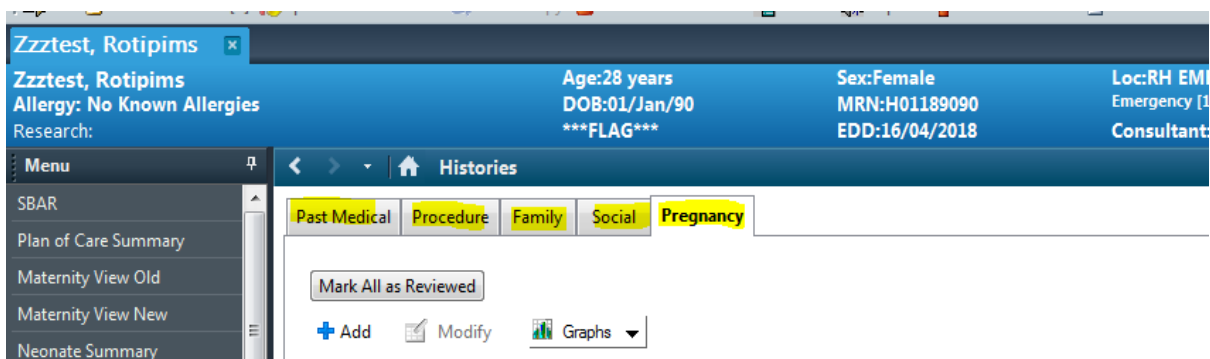 Zzztest, Rotipims
Zzztest, Rotipims Age:28 years Sex:Female Loc:RH
Allergy: No Known Allergies DOB:01/Jan/90 MRN:H01189090 Emergency
Research: ***FLAG*** EDD:16/04/2018 Consultant:
Menu Histories
SBAR
Past Medical Procedure Family Social Pregnancy
Plan of Care Summary
Maternity View Old
Mark All as Reviewed
Maternity View New
Add Modify Graphs
Neonate Summary